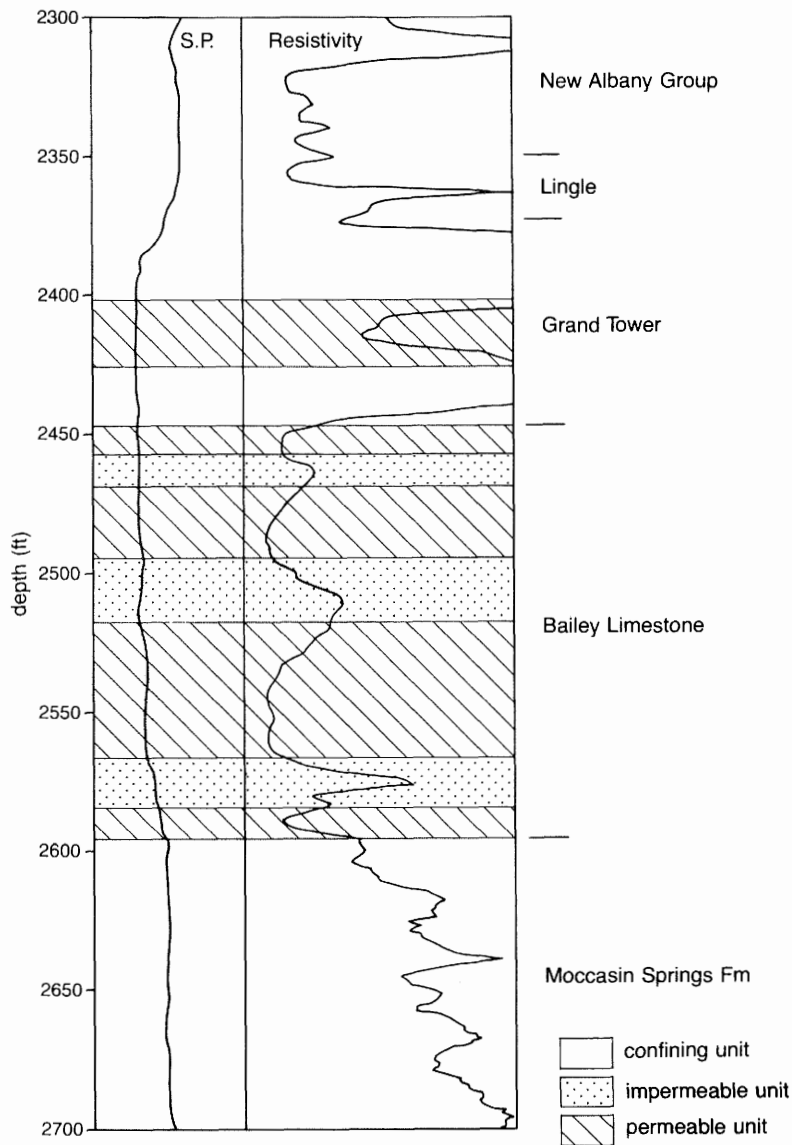 2300
S.P.
Resistivity
New Albany Group
2350
Lingle
2400
Grand Tower
2450
depth (ft)
2500
Bailey Limestone
2550
2600
2650
Moccasin Springs Fm
confining unit
impermeable unit
permeable unit
2700